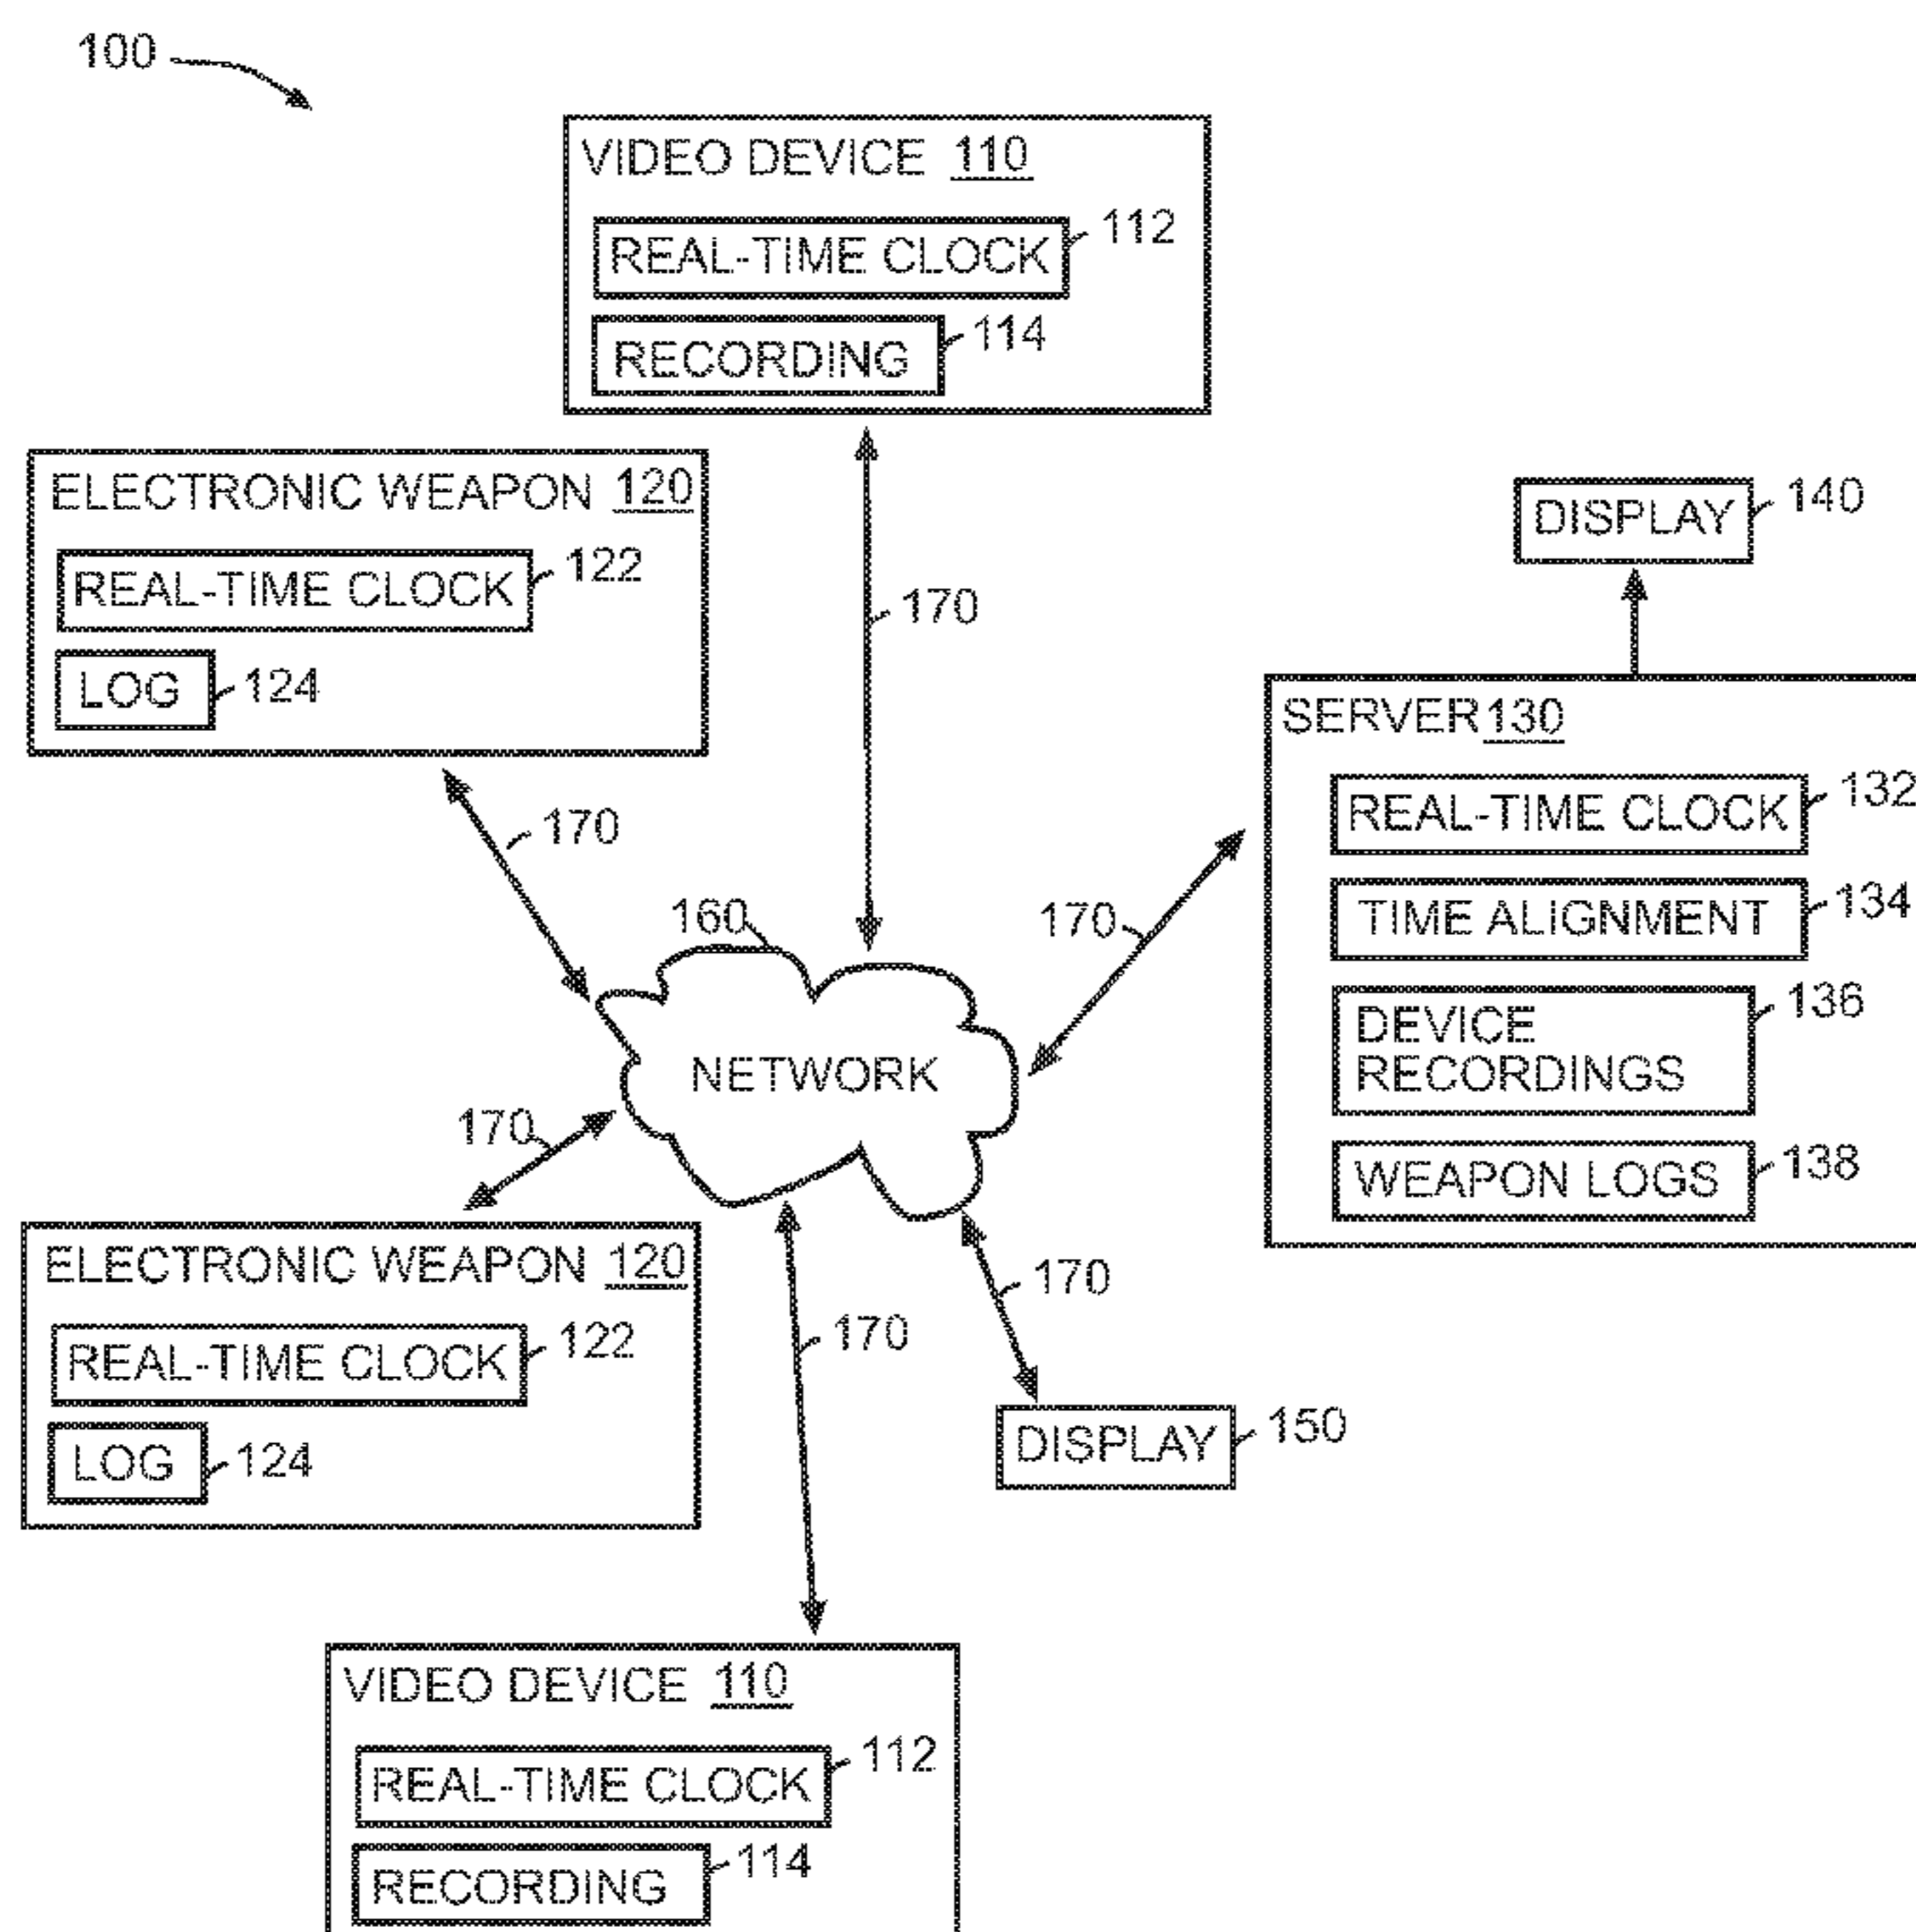 100
VIDEO DEVICE 110
REAL-TIME CLOCK 112
RECORDING 114
ELECTRONIC WEAPON 120
REAL-TIME CLOCK 122
LOG 124
170
170
DISPLAY 140
SERVER 130
REAL-TIME CLOCK 132
TIME ALIGNMENT 134
DEVICE
RECORDINGS 136
WEAPON LOGS 138
170
160
NETWORK
170
ELECTRONIC WEAPON 120
REAL-TIME CLOCK 122
LOG 124
170
170
DISPLAY 150
VIDEO DEVICE 110
REAL-TIME CLOCK 112
RECORDING 114